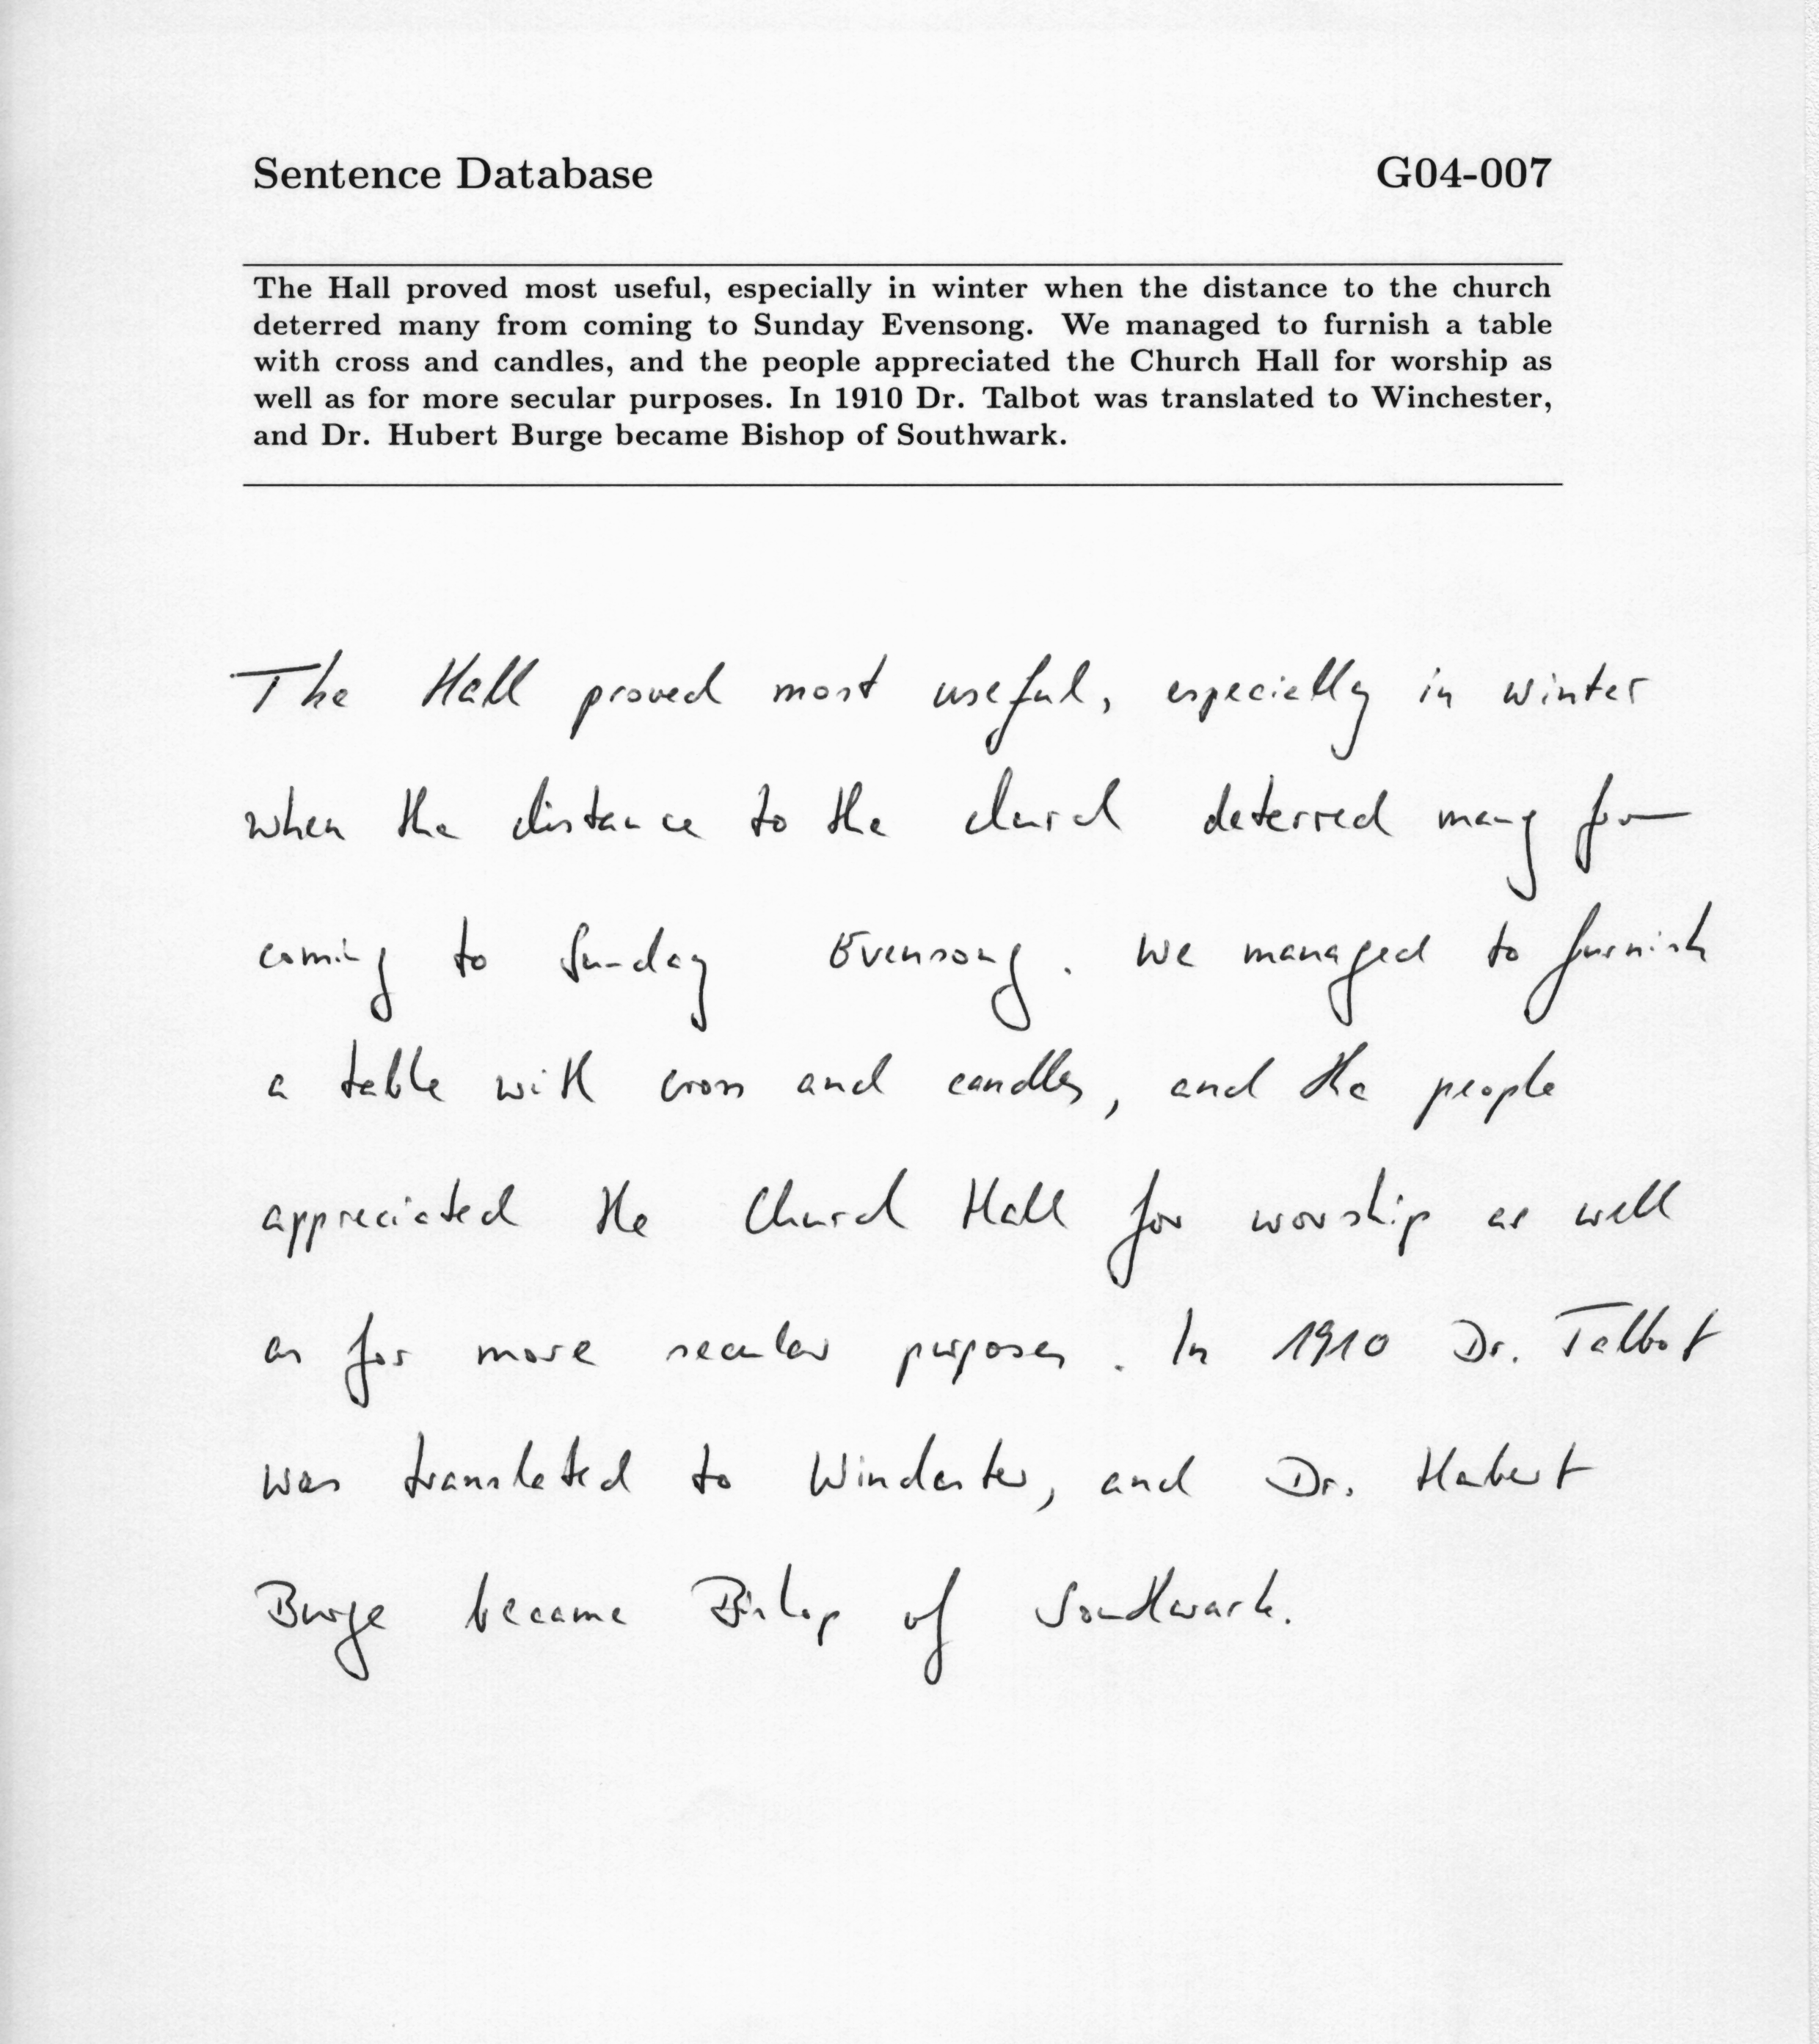 Sentence Database G04-007
The Hall proved most useful, especially in winter when the distance to the church
deterred many from coming to Sunday Evensong. We managed to furnish a table
with cross and candles, and the people appreciated the Church Hall for worship as
well as for more secular purposes. In 1910 Dr. Talbot was translated to Winchester,
and Dr. Hubert Burge became Bishop of Southwark.
The Hall proved most useful, especially in winter
when the distance to the church deterred many from
coming to Sunday Evensong. We managed to furnish
a table with cross and candles, and the people
appreciated the Church Hall for worship as well
as for more secular purposes. In 1910 Dr. Talbot
was translated to Winchester, and Dr. Hubert
Burge became Bishop of Southwark.